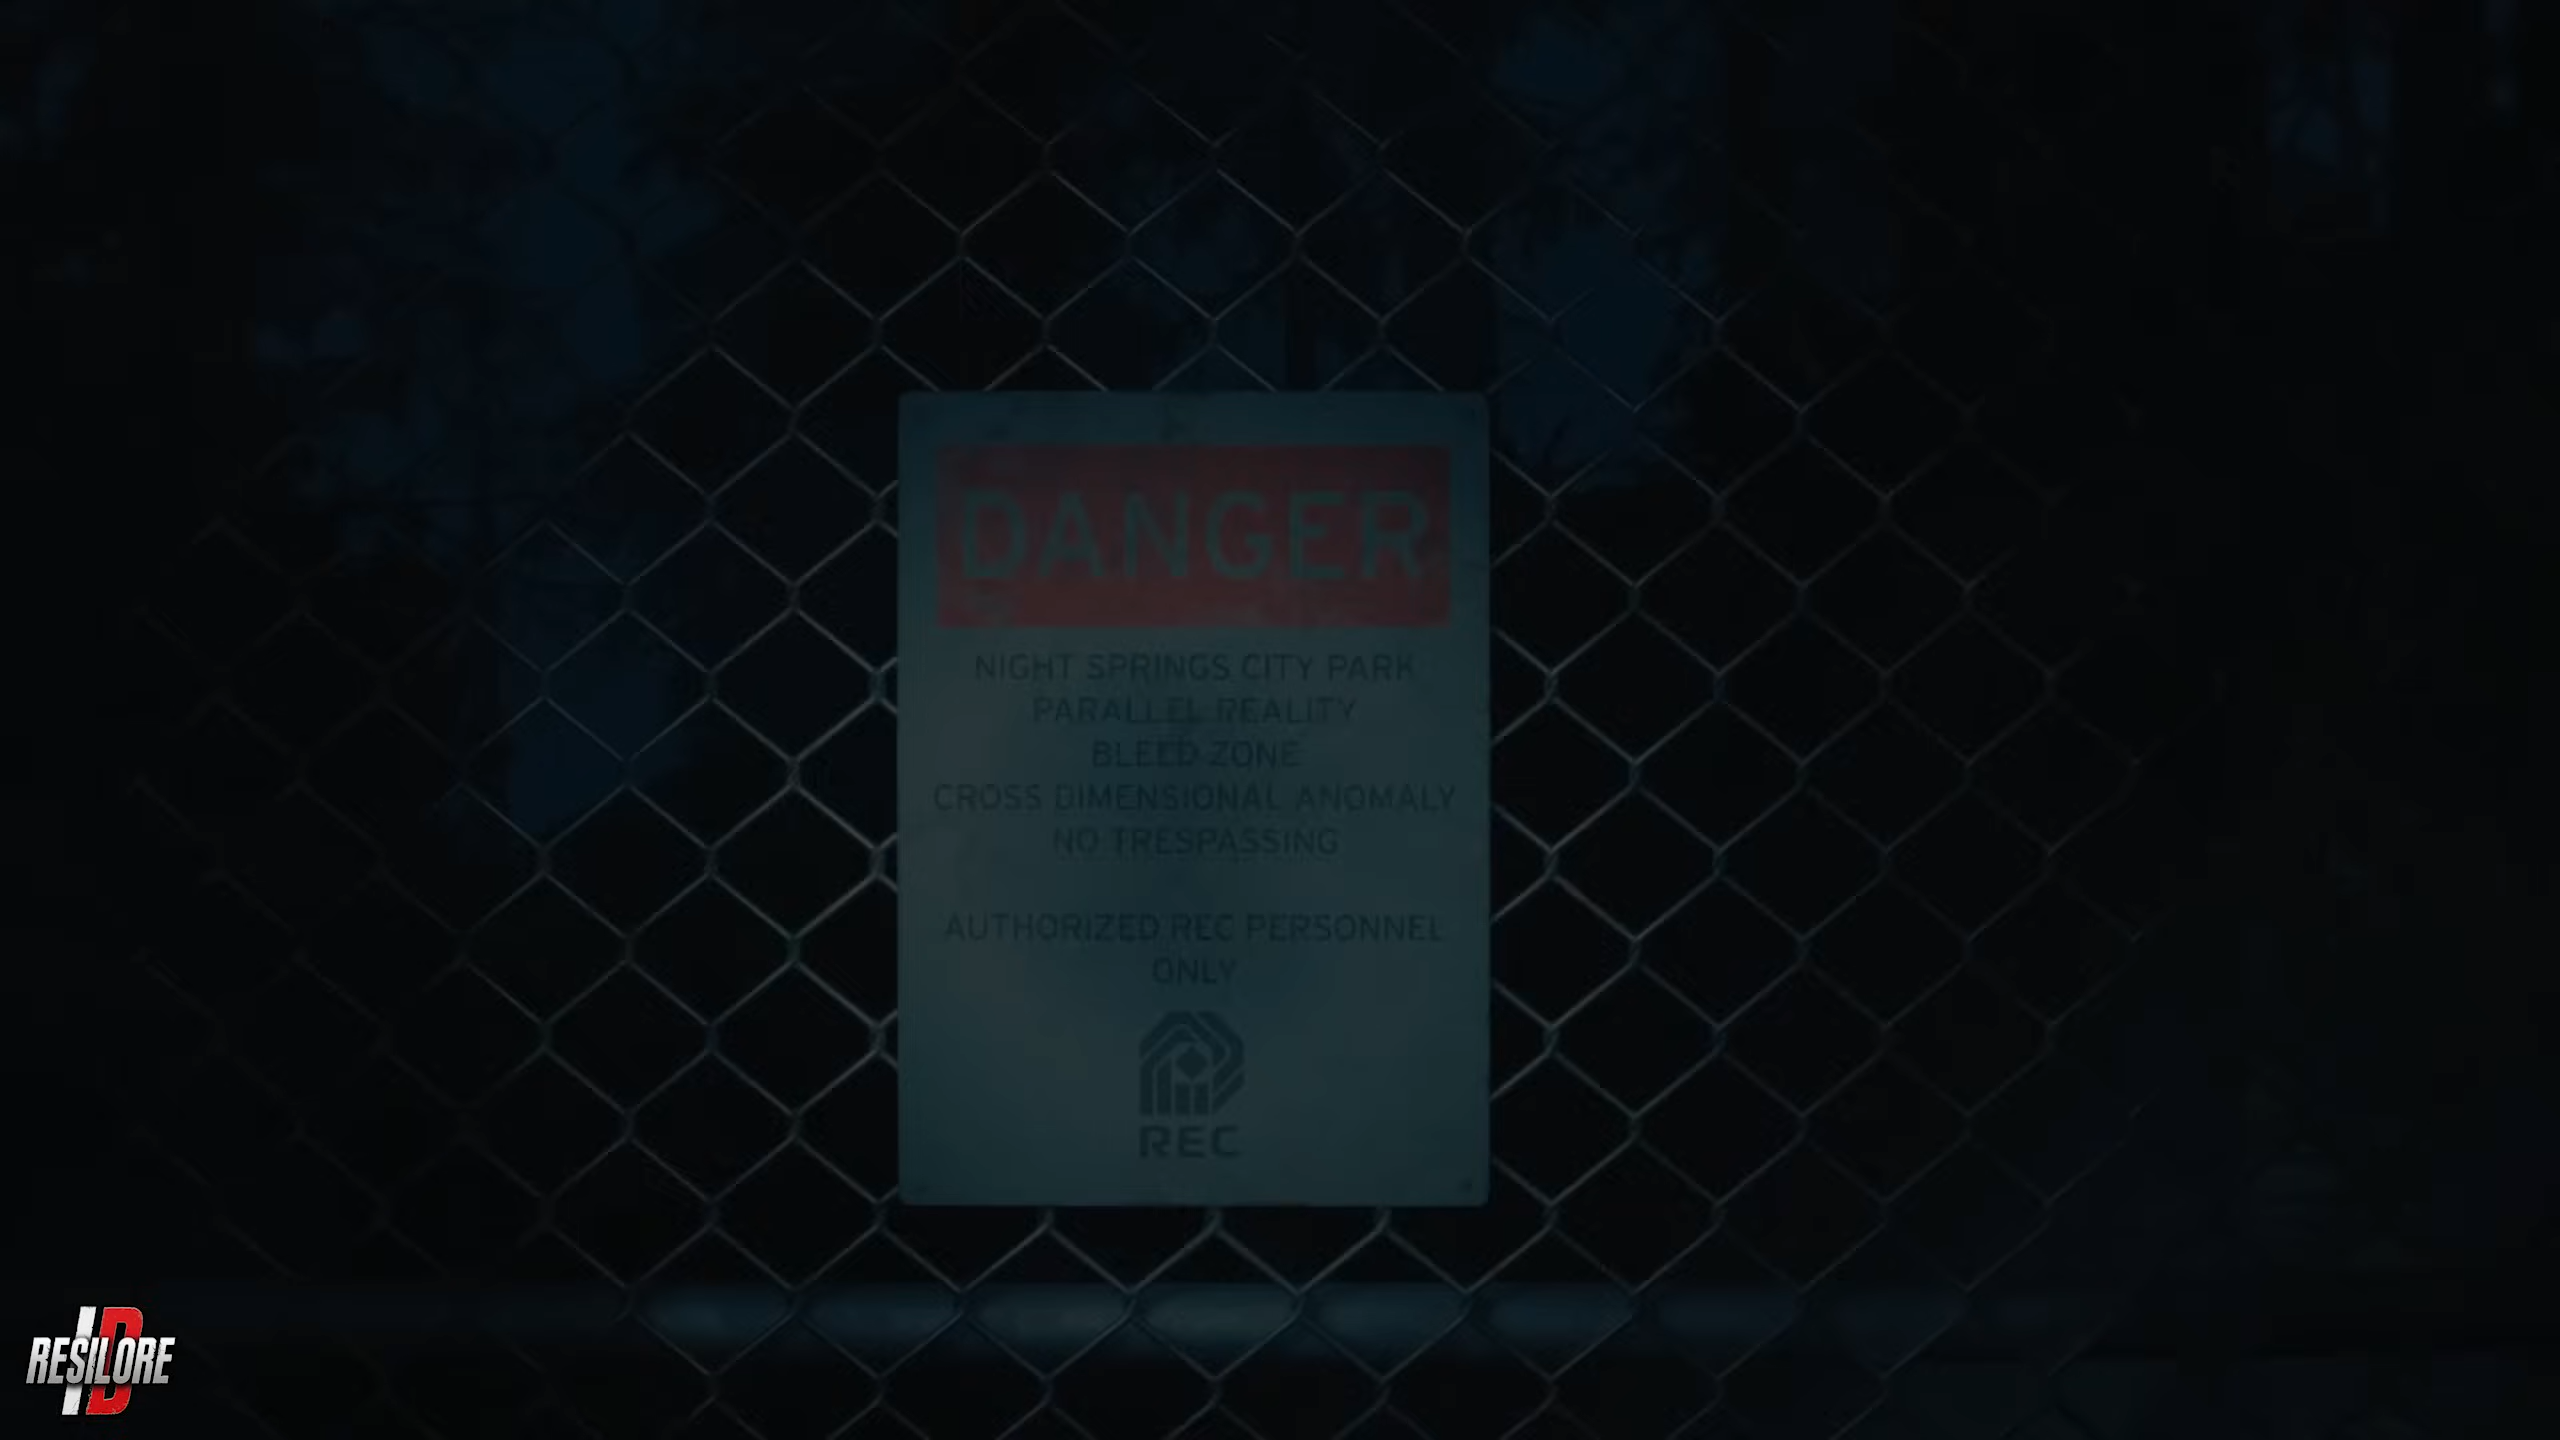 DANGER
NIGHT SPRINGS CITY PARK
PARALLEL REALITY
BLEED ZONE
CROSS DIMENSIONAL ANOMALY
NO TRESPASSING
AUTHORIZED REC PERSONNEL
ONLY
REC
RESILORE
ID